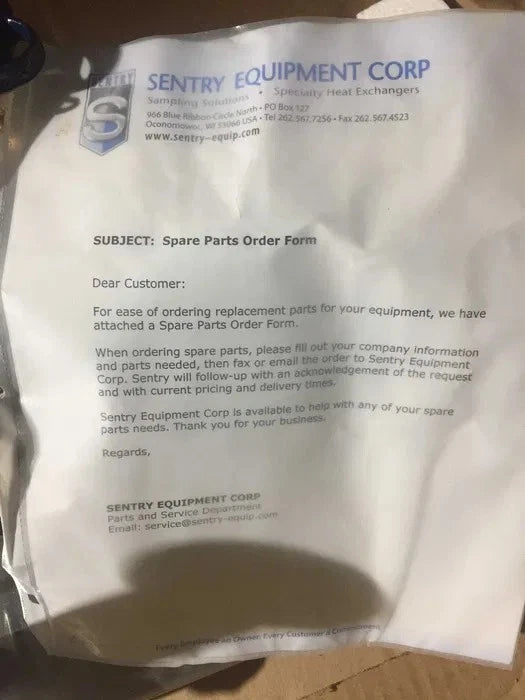 SENTRY
S
SENTRY EQUIPMENT CORP
Sampling Solutions • Specialty Heat Exchangers
966 Blue Ribbon Circle North • PO Box 127
Oconomowoc, WI 53066 USA • Tel 262.567.7256 • Fax 262.567.4523
www.sentry-equip.com
SUBJECT: Spare Parts Order Form
Dear Customer:
For ease of ordering replacement parts for your equipment, we have
attached a Spare Parts Order Form.
When ordering spare parts, please fill out your company information
and parts needed, then fax or email the order to Sentry Equipment
Corp. Sentry will follow-up with an acknowledgement of the request
and with current pricing and delivery times.
Sentry Equipment Corp is available to help with any of your spare
parts needs. Thank you for your business.
Regards,
SENTRY EQUIPMENT CORP
Parts and Service Department
Email: service@sentry-equip.com
Every Employee an Owner, Every Customer a Commitment